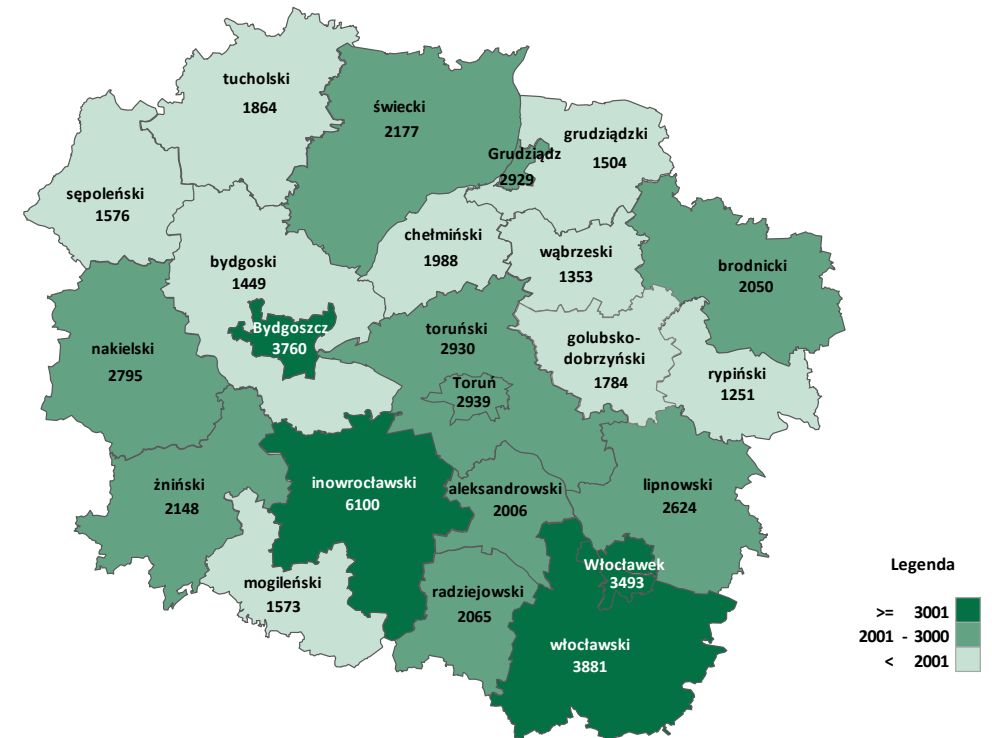 tucholski
1864
świecki
2177
grudziądzki
1504
Grudziądz
2929
sępoleński
1576
chełmiński
1988
wąbrzeski
1353
bydgoski
1449
brodnicki
2050
Bydgoszcz
3760
toruński
2930
golubsko-
dobrzyński
1784
nakielski
2795
Toruń
2939
rypiński
1251
żniński
2148
inowrocławski
6100
aleksandrowski
2006
lipnowski
2624
mogileński
1573
radziejowski
2065
Włocławek
3493
włocławski
3881
Legenda
>= 3001
2001 - 3000
< 2001